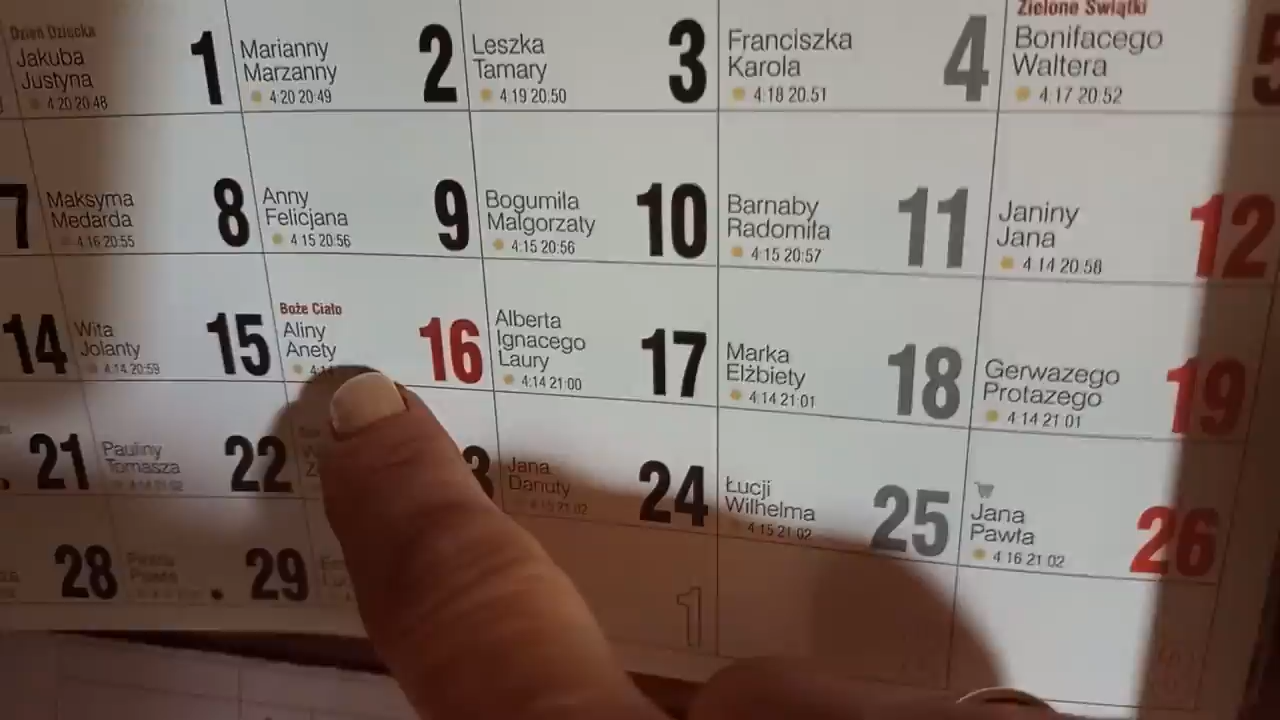 Dzień Dziecka
Jakuba
Justyna
4 20 20 48
1
Marianny
Marzanny
4 20 20:49
2
Leszka
Tamary
4.19 20.50
3
Franciszka
Karola
4.18 20.51
4
Zielone Świątki
Bonifacego
Waltera
4.17 20.52
5
7
Maksyma
Medarda
4.16 20:55
8
Anny
Felicjana
4 15 20:56
9
Bogumiła
Małgorzaty
4:15 20:56
10
Barnaby
Radomiła
4:15 20:57
11
Janiny
Jana
4 14 20.58
12
14
Wita
Jolanty
4.14 20:59
15
Boże Ciało
Aliny
Anety
16
Alberta
Ignacego
Laury
4:14 21:00
17
Marka
Elżbiety
4.14 21:01
18
Gerwazego
Protazego
4.14 21 01
19
21
Pauliny
Tomasza
22
3
Jana
Danuty
4.15 21.02
24
Łucji
Wilhelma
4 15 21:02
25
Jana
Pawła
4 16 21 02
26
28
29
1